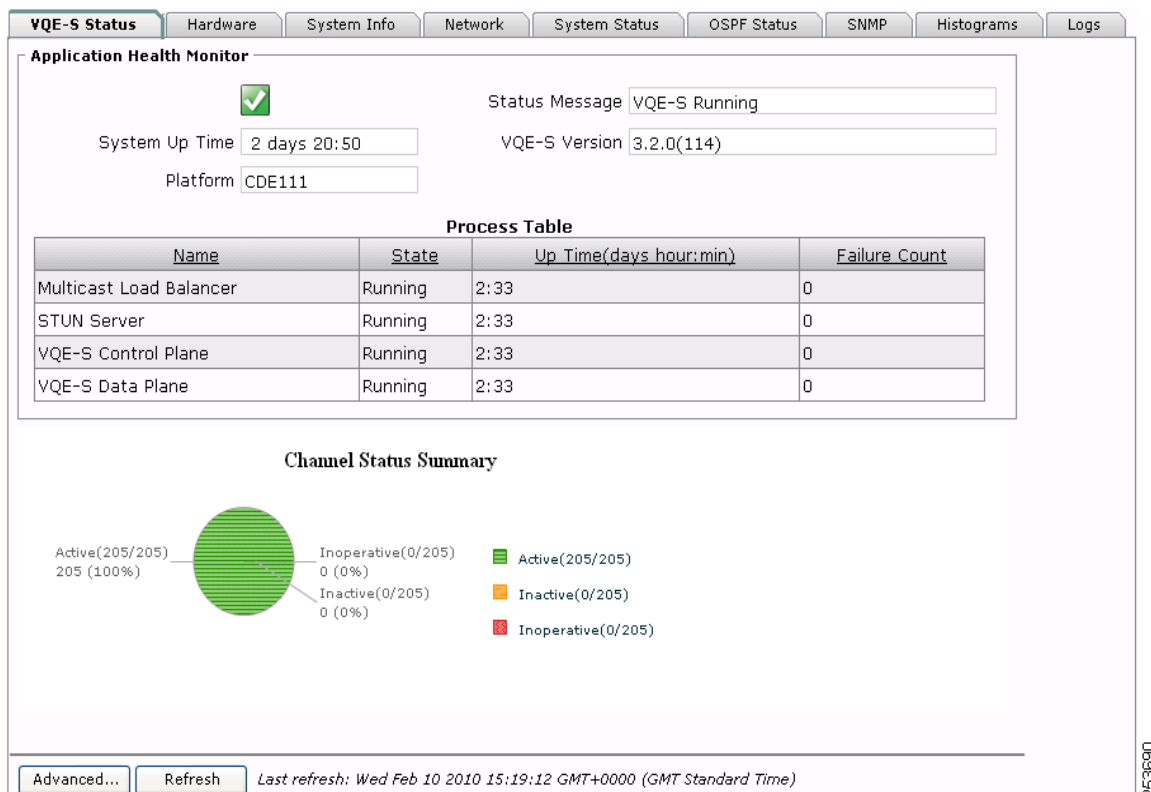 VQE-S Status Hardware System Info Network System Status OSPF Status SNMP Histograms Logs
Application Health Monitor
Status Message VQE-S Running
System Up Time 2 days 20:50 VQE-S Version 3.2.0(114)
Platform CDE111
Process Table
Name State Up Time(days hour:min) Failure Count
Multicast Load Balancer Running 2:33 0
STUN Server Running 2:33 0
VQE-S Control Plane Running 2:33 0
VQE-S Data Plane Running 2:33 0
Channel Status Summary
Active(205/205)
205 (100%)
Inoperative(0/205)
0 (0%)
Inactive(0/205)
0 (0%)
Active(205/205)
Inactive(0/205)
Inoperative(0/205)
Advanced... Refresh Last refresh: Wed Feb 10 2010 15:19:12 GMT+0000 (GMT Standard Time)